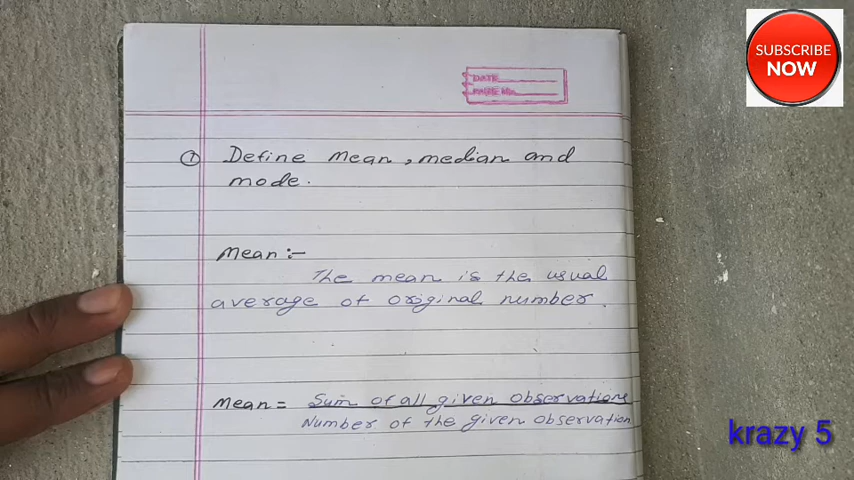 SUBSCRIBE
NOW
DATE
PAGE No.
① Define Mean, median and
mode.
Mean :-
The mean is the usual
average of original number.
Mean = Sum of all given observations
Number of the given observation
krazy 5